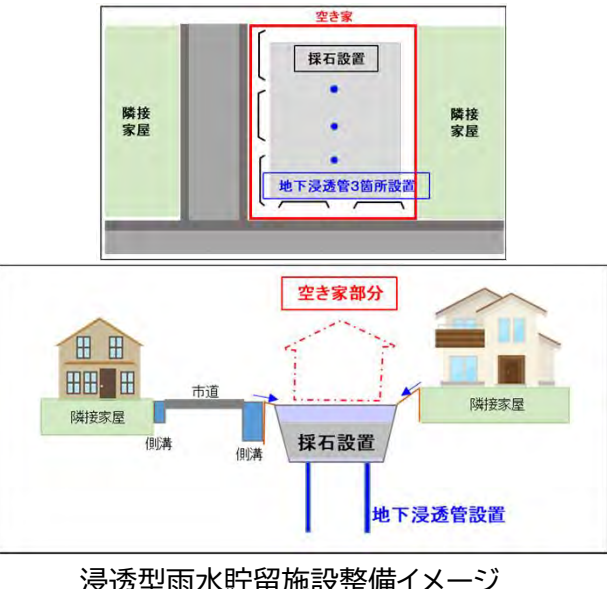 空き家
採石設置
隣接
家屋
隣接
家屋
地下浸透管3箇所設置
空き家部分
市道
隣接家屋
隣接家屋
側溝
側溝
採石設置
地下浸透管設置
浸透型雨水貯留施設整備イメージ